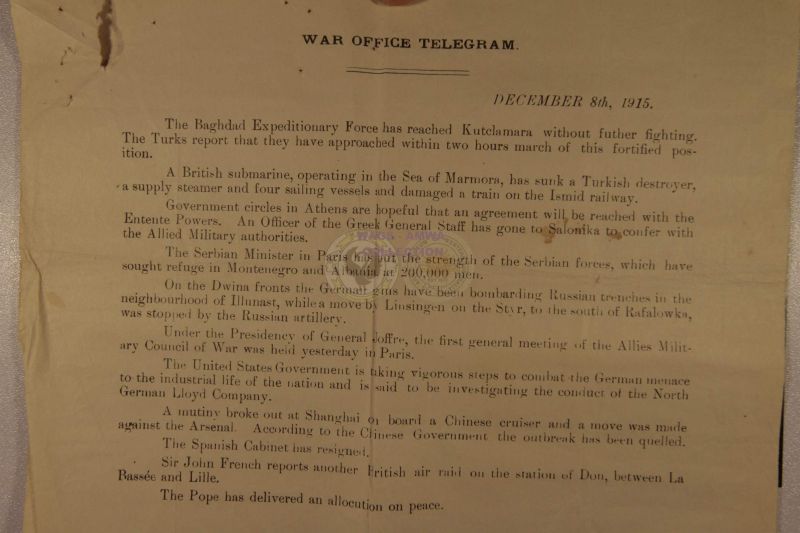 WAR OFFICE TELEGRAM.
DECEMBER 8th, 1915.
The Baghdad Expeditionary Force has reached Kutclamara without futher fighting.
The Turks report that they have approached within two hours march of this fortified pos-
ition.
A British submarine, operating in the Sea of Marmora, has sunk a Turkish destroyer,
a supply steamer and four sailing vessels and damaged a train on the Ismid railway.
Government circles in Athens are hopeful that an agreement will be reached with the
Entente Powers. An Officer of the Greek General Staff has gone to Salonika to confer with
the Allied Military authorities.
WAGS - AMWA
COLLECTION
The Serbian Minister in Paris has put the strength of the Serbian forces, which have
sought refuge in Montenegro and Albania at 200,000 men.
On the Dwina fronts the German guns have been bombarding Russian trenches in the
neighbourhood of Illunast, while a move by Linsingen on the Styr, to the south of Rafalowka,
was stopped by the Russian artillery.
Under the Presidency of General Joffre, the first general meeting of the Allies Milit-
ary Council of War was held yesterday in Paris.
The United States Government is taking vigorous steps to combat the German menace
to the industrial life of the nation and is said to be investigating the conduct of the North
German Lloyd Company.
A mutiny broke out at Shanghai on board a Chinese cruiser and a move was made
against the Arsenal. According to the Chinese Government the outbreak has been quelled.
The Spanish Cabinet has resigned.
Sir John French reports another British air raid on the station of Don, between La
Bassée and Lille.
The Pope has delivered an allocution on peace.